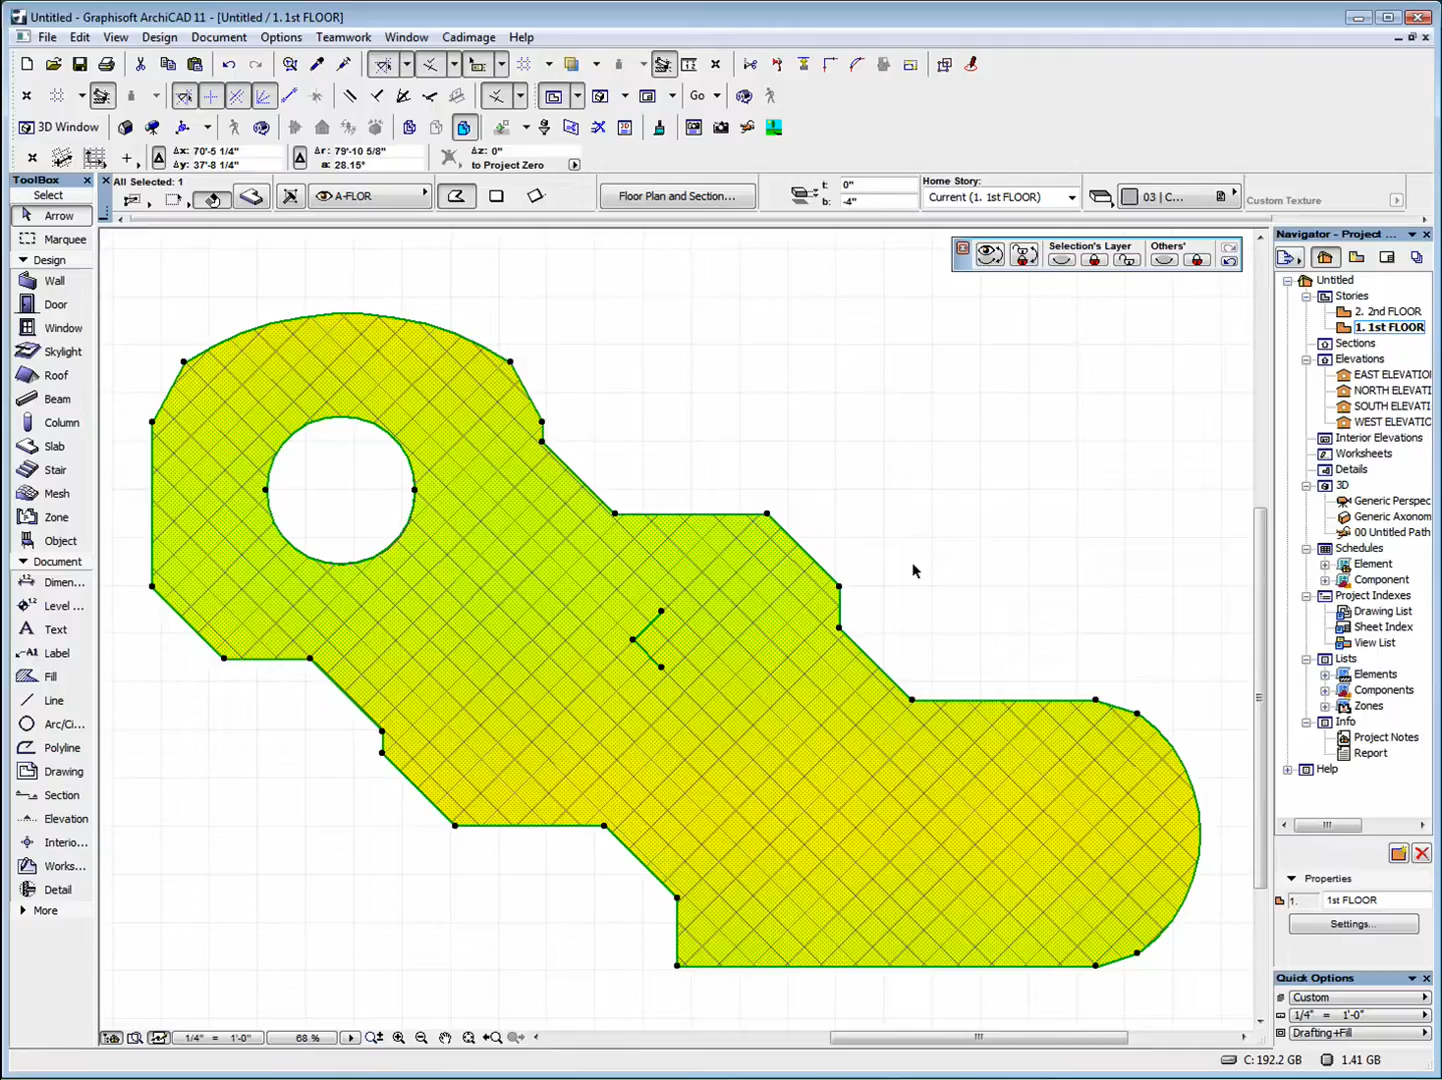 Untitled - Graphisoft ArchiCAD 11 - [Untitled / 1. 1st FLOOR]
File Edit View Design Document Options Teamwork Window Cadimage Help
Go
3D Window
Δx: 70'-5 1/4" Δr: 79'-10 5/8" Δz: 0"
Δy: 37'-8 1/4" a: 28.15° to Project Zero
ToolBox
All Selected: 1
Select
A-FLOR
Floor Plan and Section...
t: 0"
b: -4"
Home Story:
Current (1. 1st FLOOR)
03 | C...
Custom Texture
Arrow
Marquee
Design
Wall
Door
Window
Skylight
Roof
Beam
Column
Slab
Stair
Mesh
Zone
Object
Document
Dimen...
Level ...
Text
A1 Label
Fill
Line
Arc/Ci...
Polyline
Drawing
Section
Elevation
Interio...
Works...
Detail
More
Selection's Layer Others'
Navigator - Project ...
Untitled
Stories
2. 2nd FLOOR
1. 1st FLOOR
Sections
Elevations
EAST ELEVATIO
NORTH ELEVATI
SOUTH ELEVATI
WEST ELEVATIO
Interior Elevations
Worksheets
Details
3D
Generic Perspec
Generic Axonom
00 Untitled Path
Schedules
Element
Component
Project Indexes
Drawing List
Sheet Index
View List
Lists
Elements
Components
Zones
Info
Project Notes
Report
Help
Properties
1. 1st FLOOR
Settings...
Quick Options
Custom
1/4" = 1'-0"
Drafting+Fill
1/4" = 1'-0" 68 %
C: 192.2 GB 1.41 GB